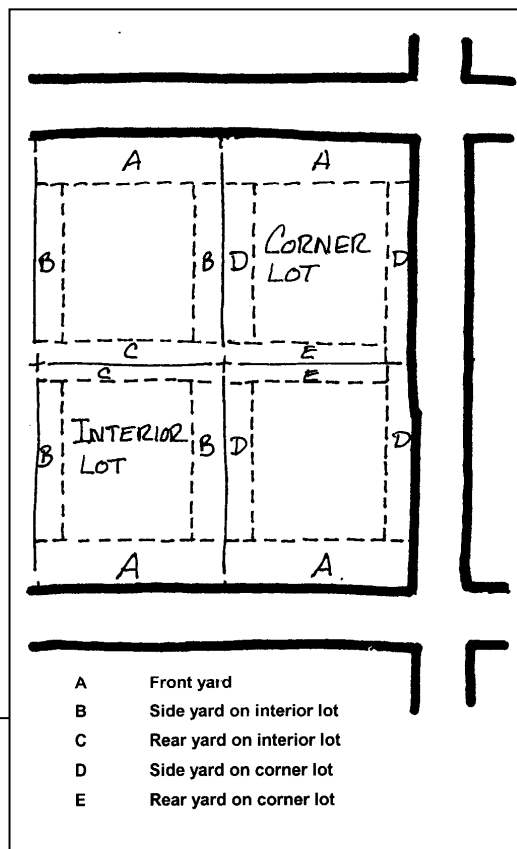 A A
B B D CORNER LOT D
C E
S E
B INTERIOR LOT B D D
A A
A Front yard
B Side yard on interior lot
C Rear yard on interior lot
D Side yard on corner lot
E Rear yard on corner lot